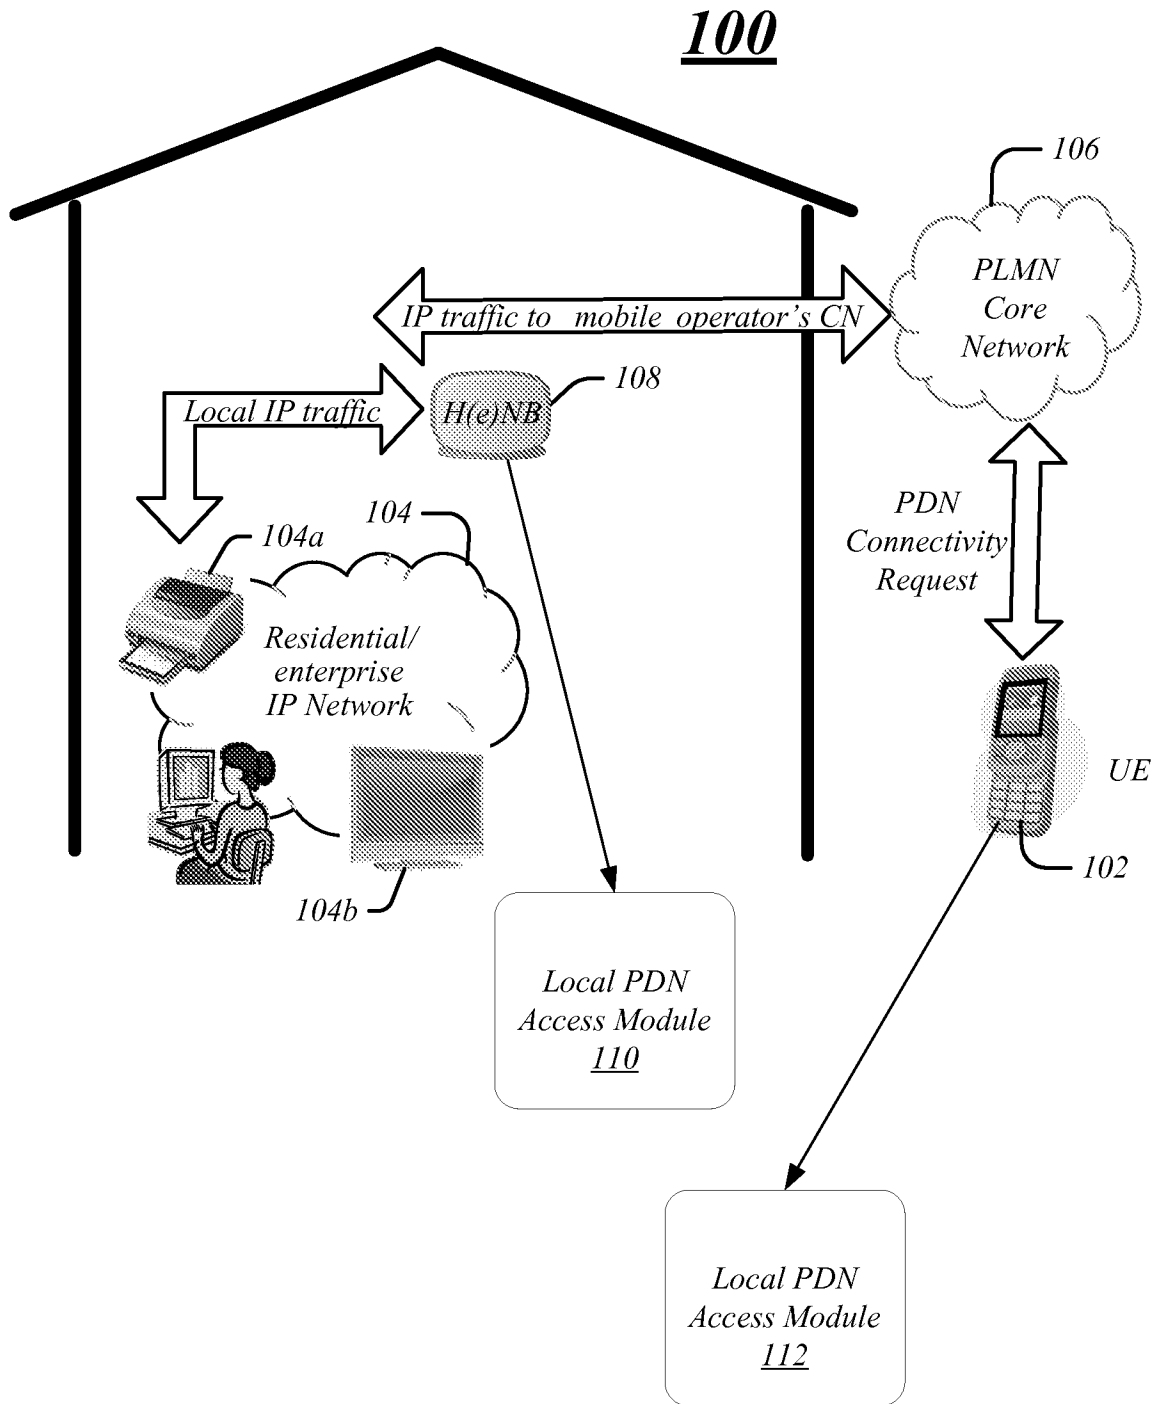 100
106
PLMN
Core
Network
IP traffic to mobile operator's CN
108
H(e)NB
Local IP traffic
104
104a
PDN
Connectivity
Request
Residential/
enterprise
IP Network
UE
102
104b
Local PDN
Access Module
110
Local PDN
Access Module
112